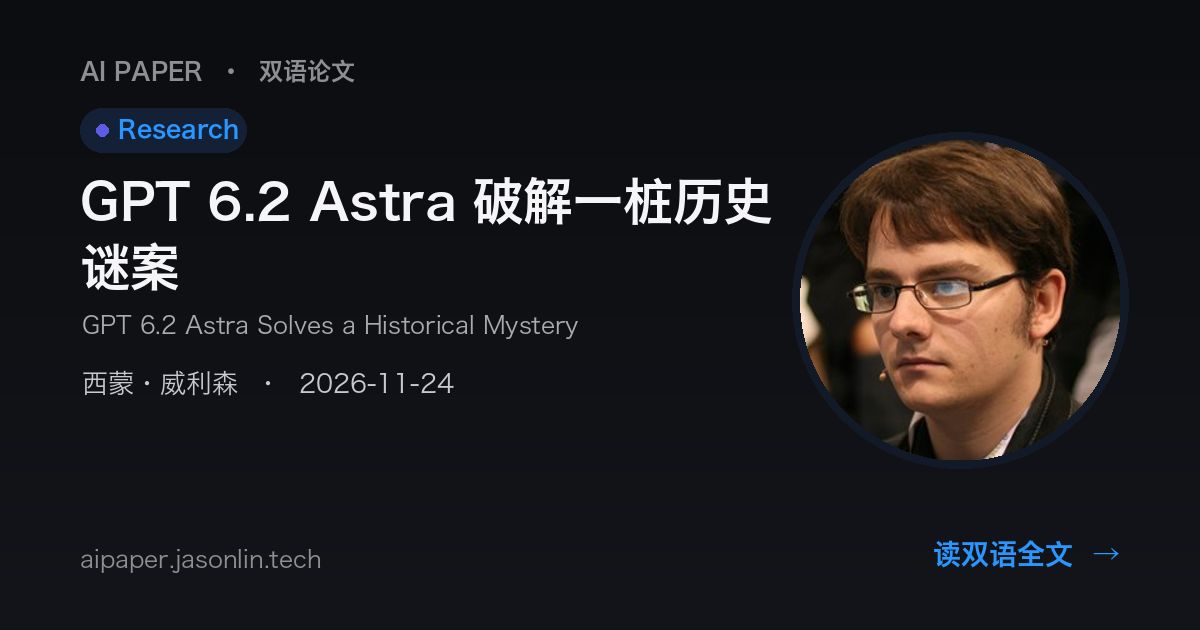 AI PAPER · 双语论文
Research
GPT 6.2 Astra 破解一桩历史
谜案
GPT 6.2 Astra Solves a Historical Mystery
西蒙·威利森 · 2026-11-24
aipaper.jasonlin.tech
读双语全文 →